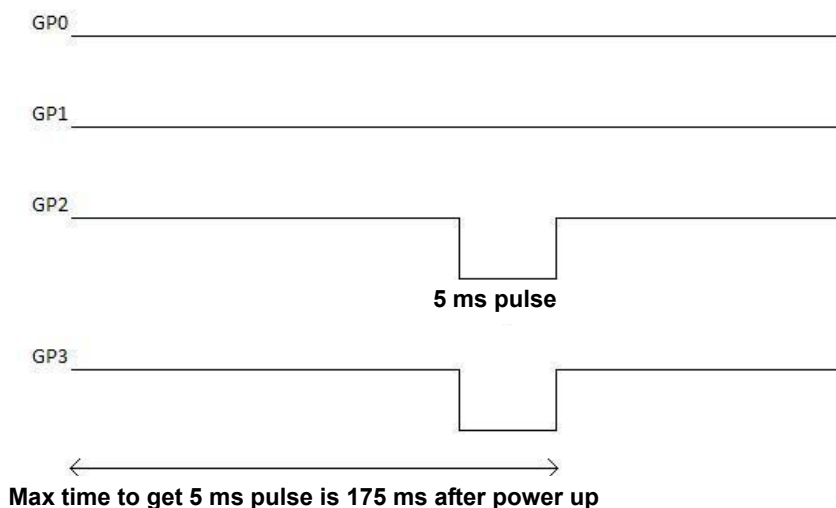 GP0
GP1
GP2
5 ms pulse
GP3
Max time to get 5 ms pulse is 175 ms after power up